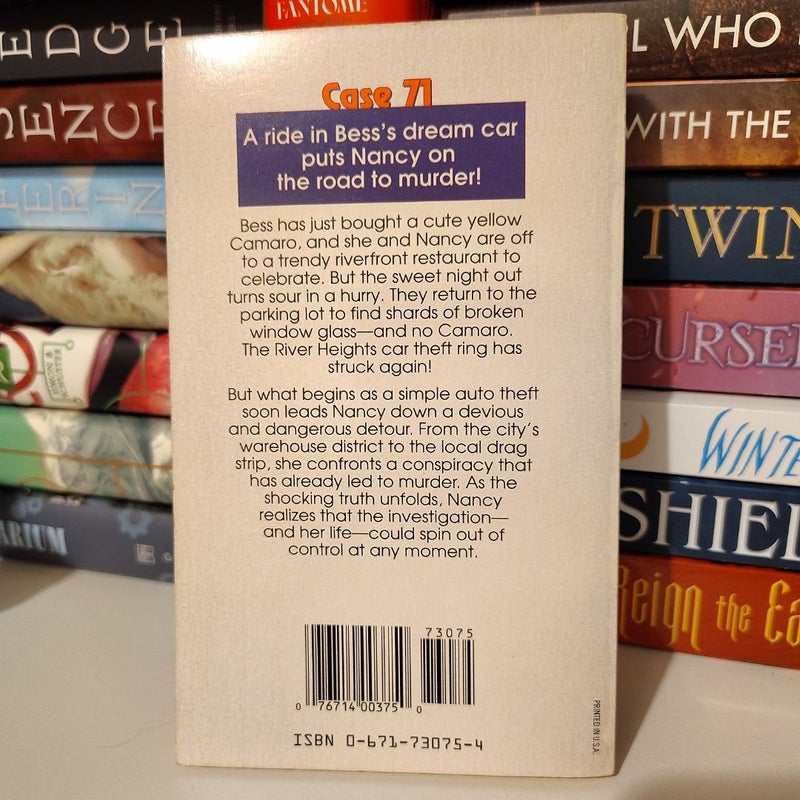 FANTOME
EDGE
SENCE
FERIN
ARIUM
Case 71
A ride in Bess's dream car
puts Nancy on
the road to murder!
Bess has just bought a cute yellow
Camaro, and she and Nancy are off
to a trendy riverfront restaurant to
celebrate. But the sweet night out
turns sour in a hurry. They return to the
parking lot to find shards of broken
window glass—and no Camaro.
The River Heights car theft ring has
struck again!
But what begins as a simple auto theft
soon leads Nancy down a devious
and dangerous detour. From the city's
warehouse district to the local drag
strip, she confronts a conspiracy that
has already led to murder. As the
shocking truth unfolds, Nancy
realizes that the investigation—
and her life—could spin out of
control at any moment.
73075
0 76714 00375 0
ISBN 0-671-73075-4
PRINTED IN U.S.A.
L WHO
WITH THE
TWIN
CURSE
WINTE
SHIEL
Reign the Ea